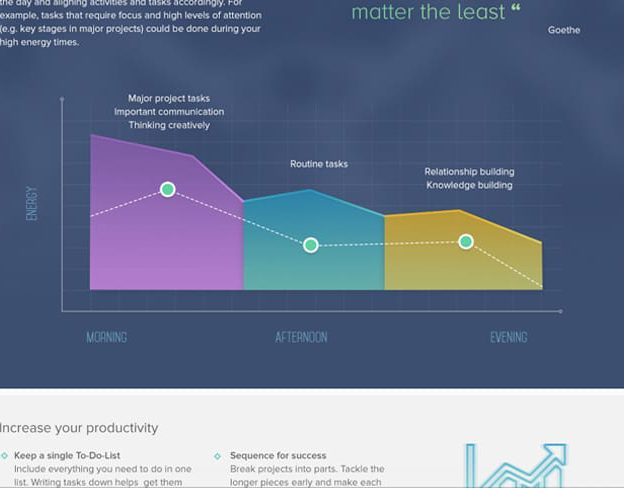 the day and aligning activities and tasks accordingly. For
example, tasks that require focus and high levels of attention
(e.g. key stages in major projects) could be done during your
high energy times.
matter the least “
Goethe
Major project tasks
Important communication
Thinking creatively
Routine tasks
Relationship building
Knowledge building
ENERGY
MORNING
AFTERNOON
EVENING
Increase your productivity
Keep a single To-Do-List
Include everything you need to do in one
list. Writing tasks down helps get them
Sequence for success
Break projects into parts. Tackle the
longer pieces early and make each